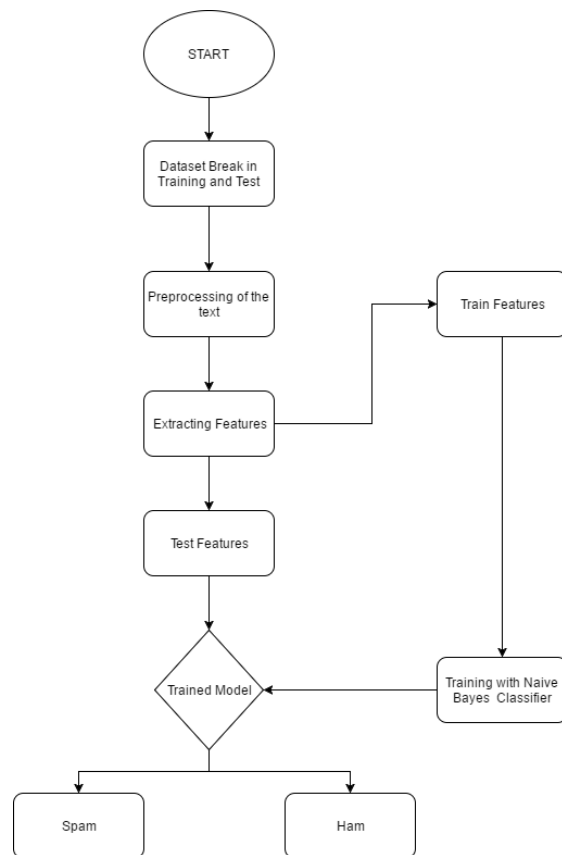 START
Dataset Break in
Training and Test
Preprocessing of the
text
Train Features
Extracting Features
Test Features
Trained Model
Training with Naive
Bayes Classifier
Spam
Ham